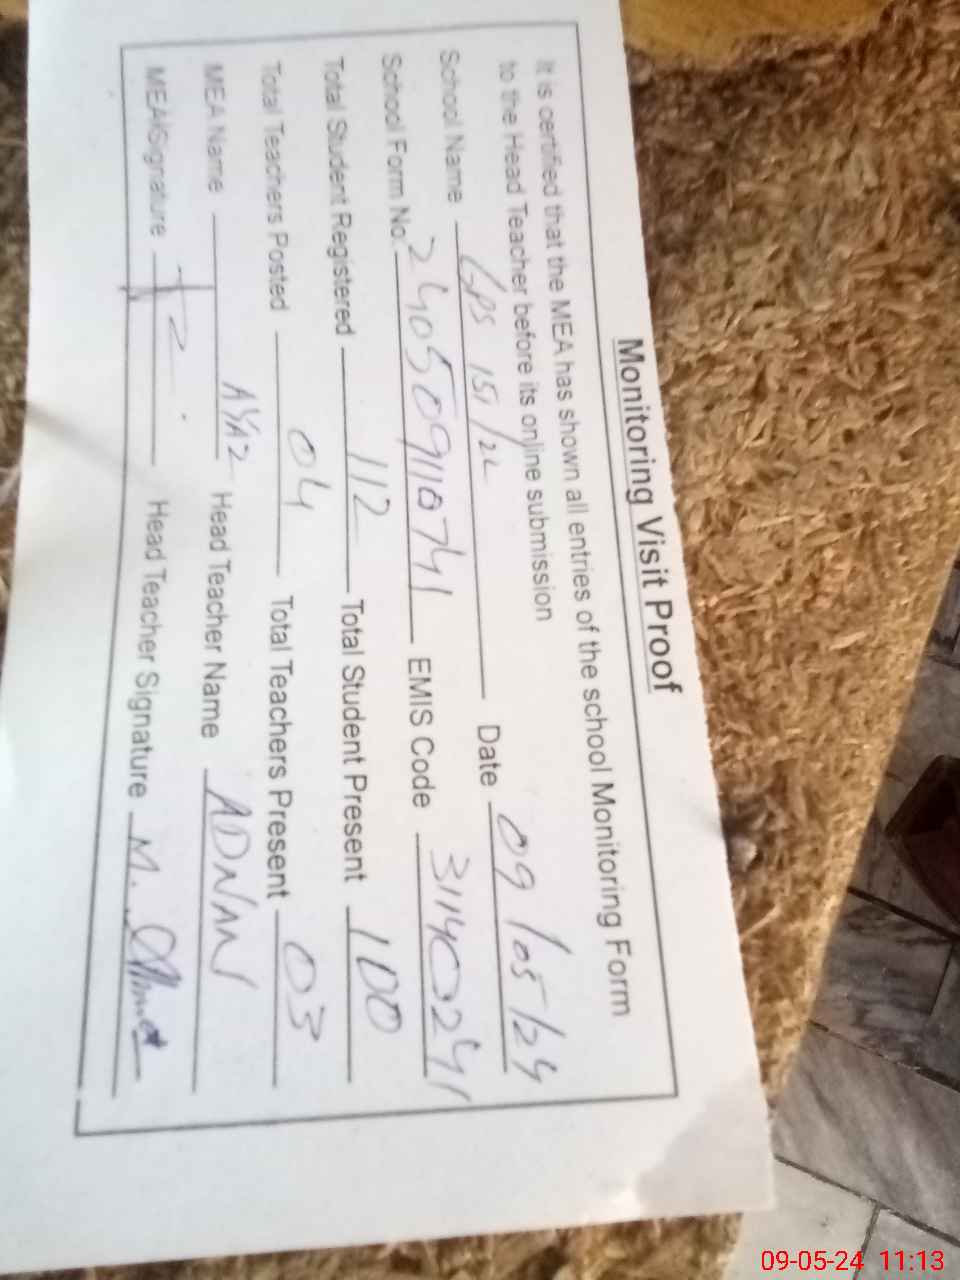 Monitoring Visit Proof
It is certified that the MEA has shown all entries of the school Monitoring Form
to the Head Teacher before its online submission
School Name GPS 151/2L Date 09/05/24
School Form No. 240509110741 EMIS Code 31140241
Total Student Registered 112 Total Student Present 100
Total Teachers Posted 04 Total Teachers Present 03
MEA Name AYAZ Head Teacher Name ADNAN
MEA Signature Head Teacher Signature M.
09-05-24 11:13